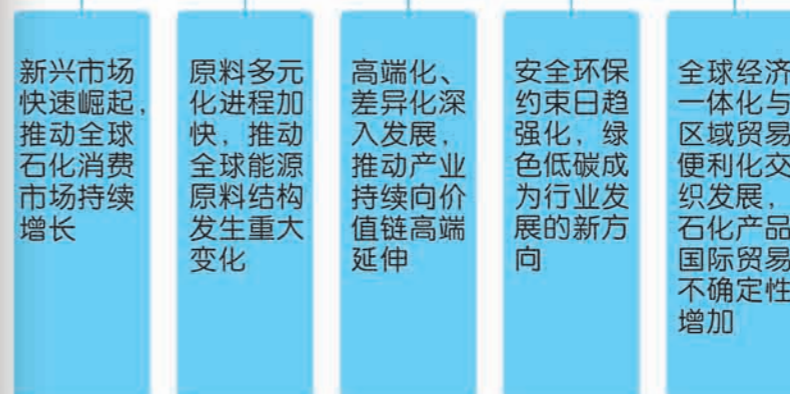 新兴市场
快速崛起，
推动全球
石化消费
市场持续
增长
原料多元
化进程加
快，推动
全球能源
原料结构
发生重大
变化
高端化、
差异化深
入发展，
推动产业
持续向价
值链高端
延伸
安全环保
约束日趋
强化，绿
色低碳成
为行业发
展的新方
向
全球经济
一体化与
区域贸易
便利化交
织发展，
石化产品
国际贸易
不确定性
增加